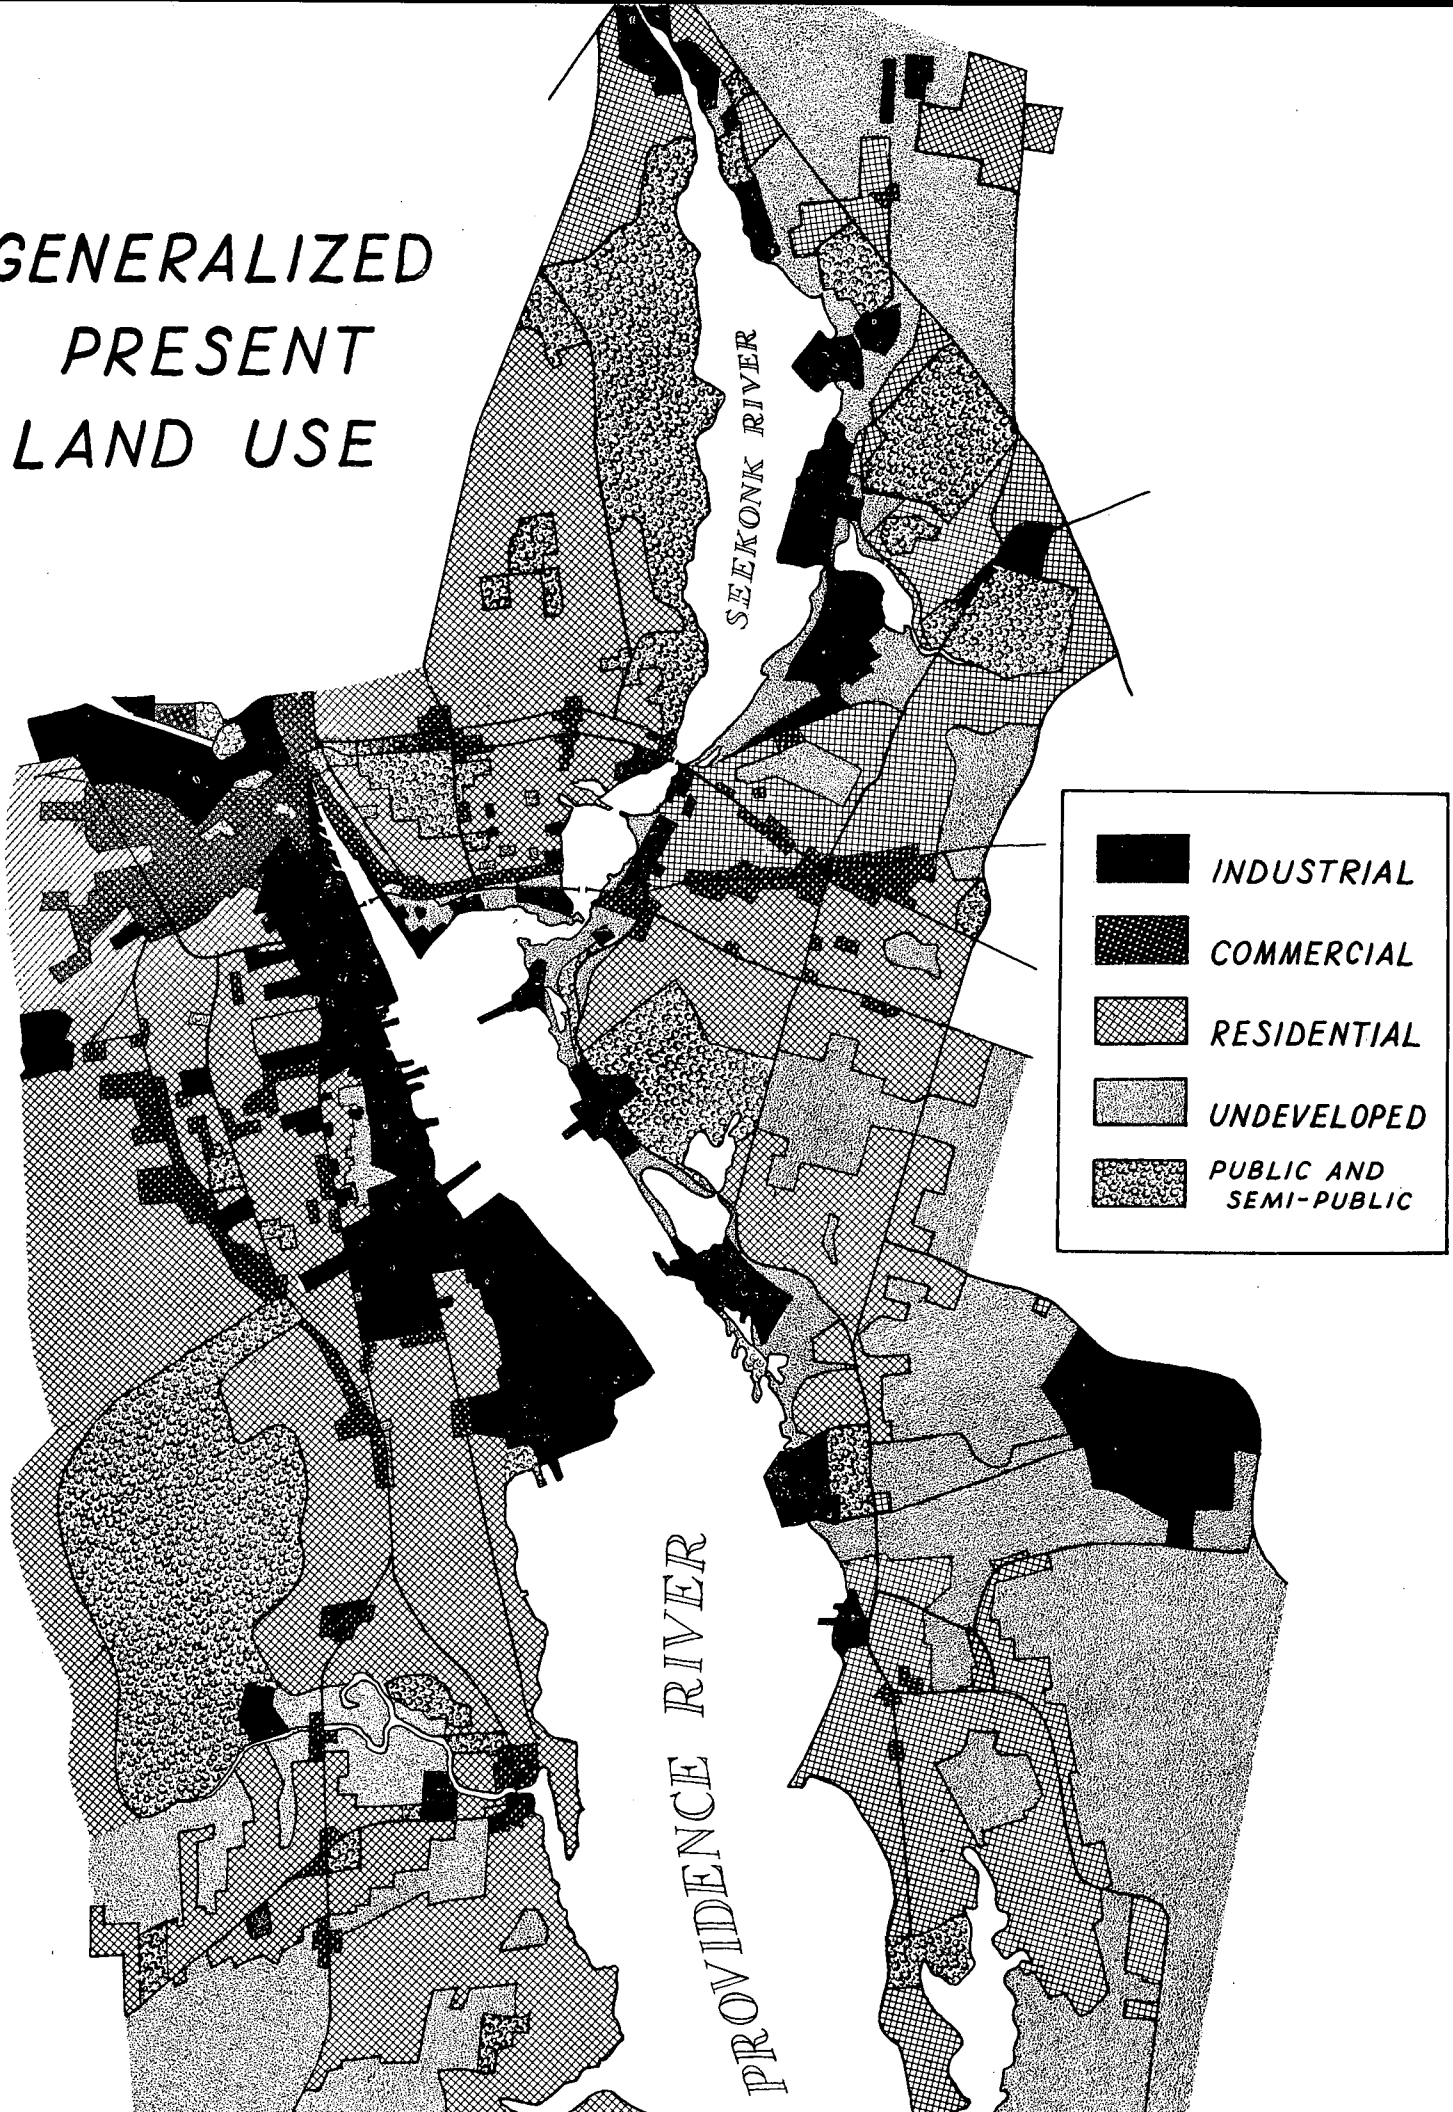 GENERALIZED
PRESENT
LAND USE
SEEKONK RIVER
INDUSTRIAL
COMMERCIAL
RESIDENTIAL
UNDEVELOPED
PUBLIC AND
SEMI-PUBLIC
PROVIDENCE RIVER